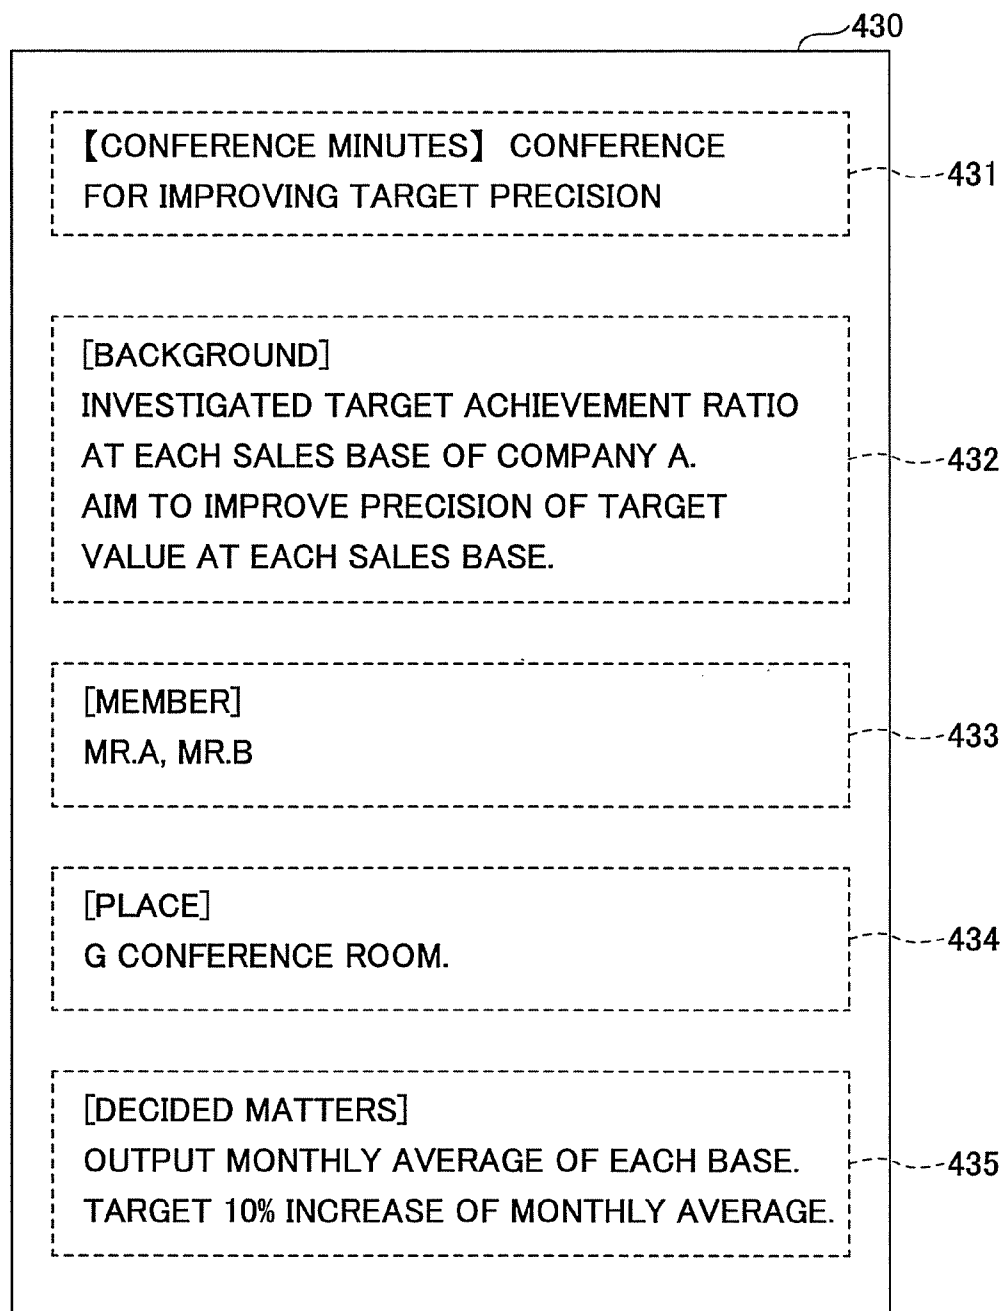 430
【CONFERENCE MINUTES】 CONFERENCE
FOR IMPROVING TARGET PRECISION
431
[BACKGROUND]
INVESTIGATED TARGET ACHIEVEMENT RATIO
AT EACH SALES BASE OF COMPANY A.
AIM TO IMPROVE PRECISION OF TARGET
VALUE AT EACH SALES BASE.
432
[MEMBER]
MR.A, MR.B
433
[PLACE]
G CONFERENCE ROOM.
434
[DECIDED MATTERS]
OUTPUT MONTHLY AVERAGE OF EACH BASE.
TARGET 10% INCREASE OF MONTHLY AVERAGE.
435